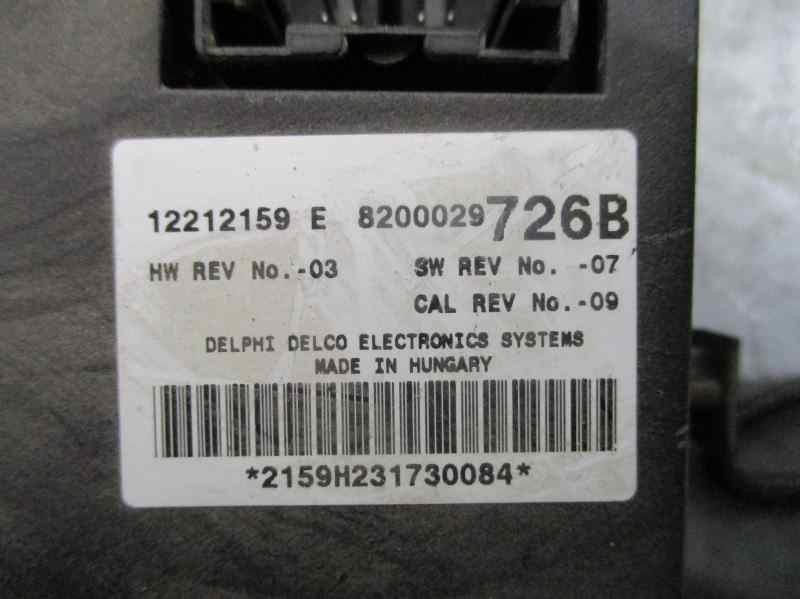 12212159 E 8200029726B
HW REV No.-03 SW REV No. -07
CAL REV No.-09
DELPHI DELCO ELECTRONICS SYSTEMS
MADE IN HUNGARY
*2159H231730084*